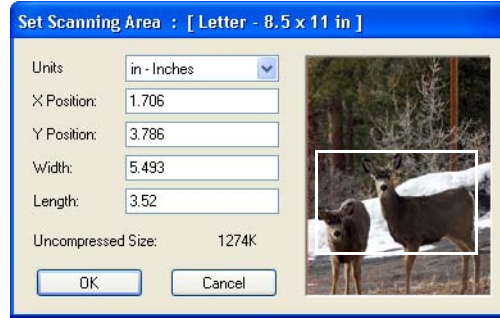 Set Scanning Area : [ Letter - 8.5 x 11 in ]
Units in - Inches
X Position: 1.706
Y Position: 3.786
Width: 5.493
Length: 3.52
Uncompressed Size: 1274K
OK Cancel